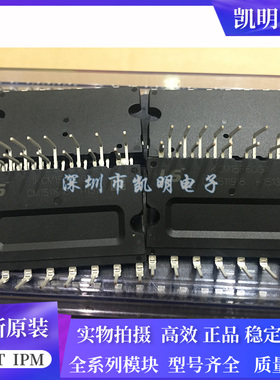 凯明
深圳市凯明电子
新原装
实物拍摄 高效 正品 稳定
T IPM
全系列模块 型号齐全 质量